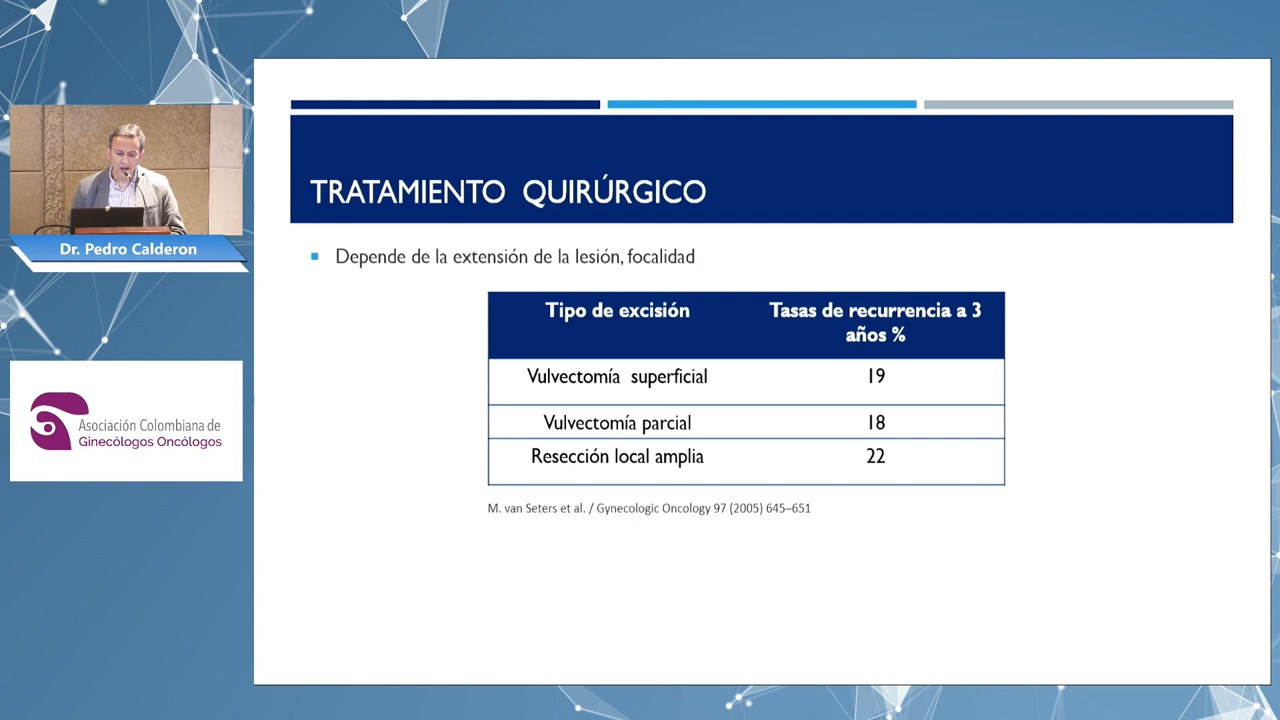 TRATAMIENTO QUIRÚRGICO
Depende de la extensión de la lesión, focalidad
Tipo de excisión
Tasas de recurrencia a 3
años %
Vulvectomía superficial
19
Vulvectomía parcial
18
Resección local amplia
22
M. van Seters et al. / Gynecologic Oncology 97 (2005) 645–651
Dr. Pedro Calderon
Asociación Colombiana de
Ginecólogos Oncólogos